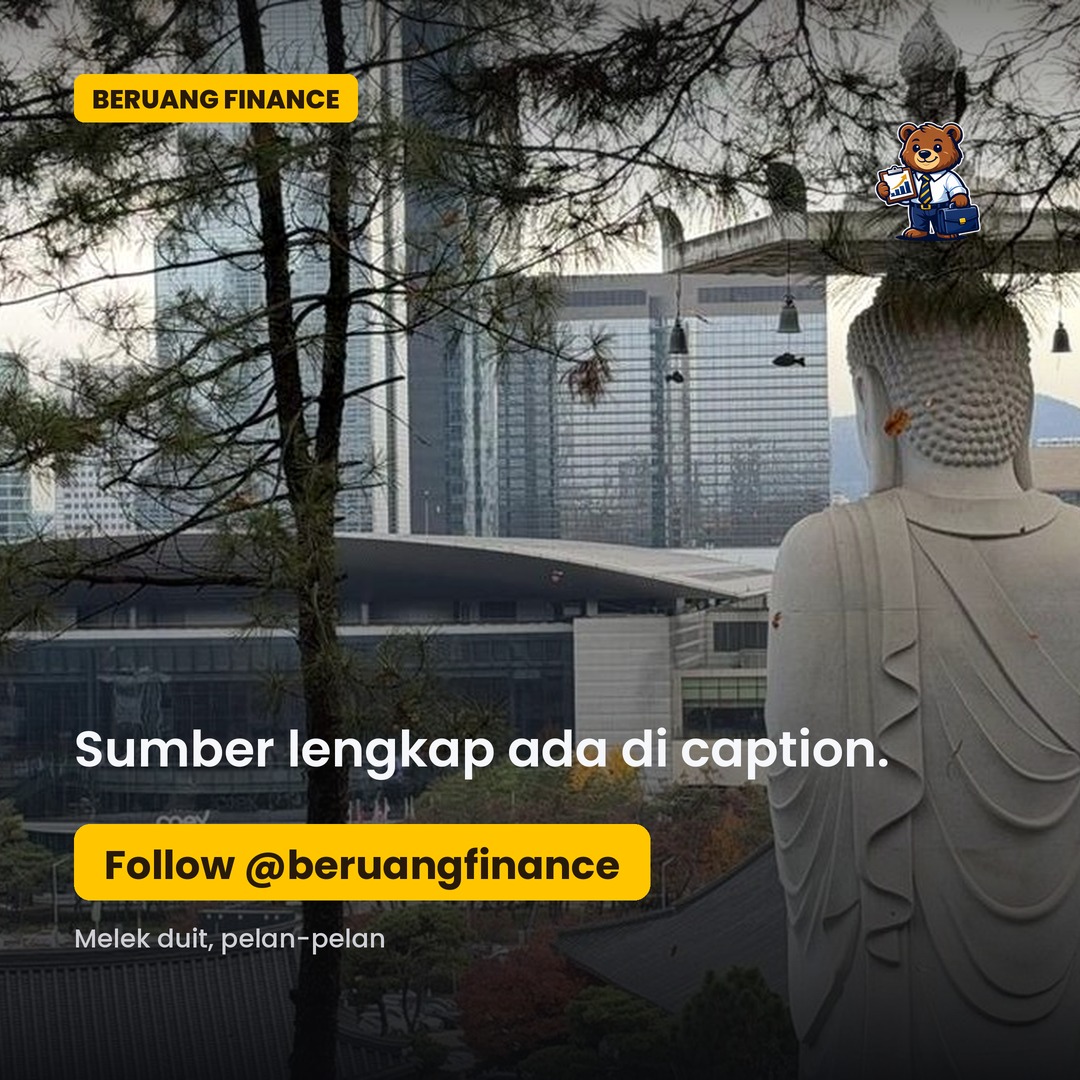 BERUANG FINANCE
Sumber lengkap ada di caption.
Follow @beruangfinance
Melek duit, pelan-pelan